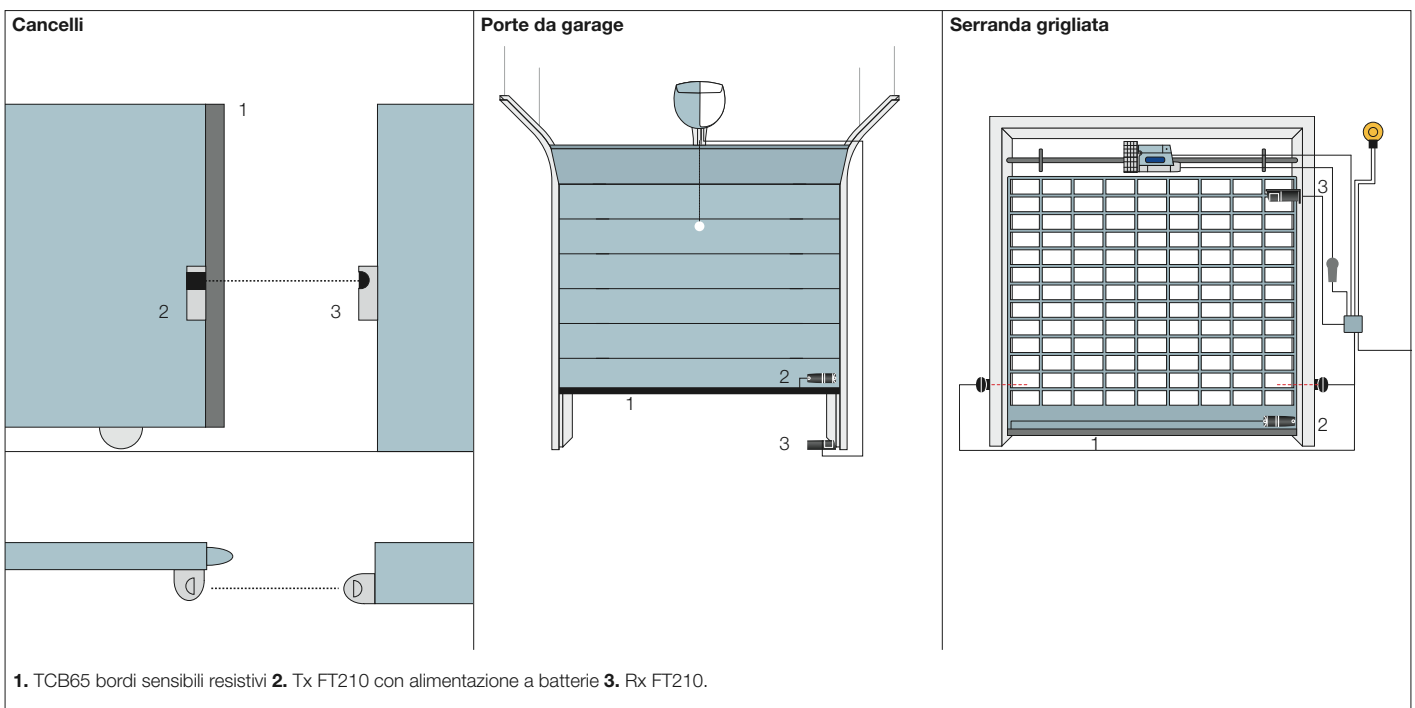 Cancelli
1
2
3
Porte da garage
2
1
3
Serranda grigliata
3
2
1
1. TCB65 bordi sensibili resistivi 2. Tx FT210 con alimentazione a batterie 3. Rx FT210.